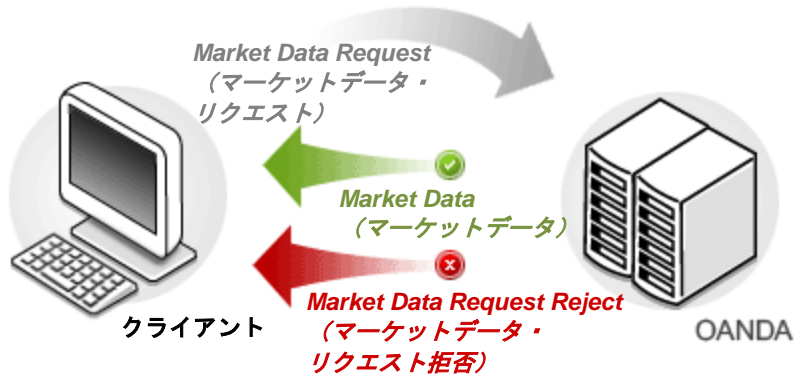 Market Data Request
（マーケットデータ・
リクエスト）
Market Data
（マーケットデータ）
Market Data Request Reject
（マーケットデータ・
リクエスト拒否）
クライアント
OANDA